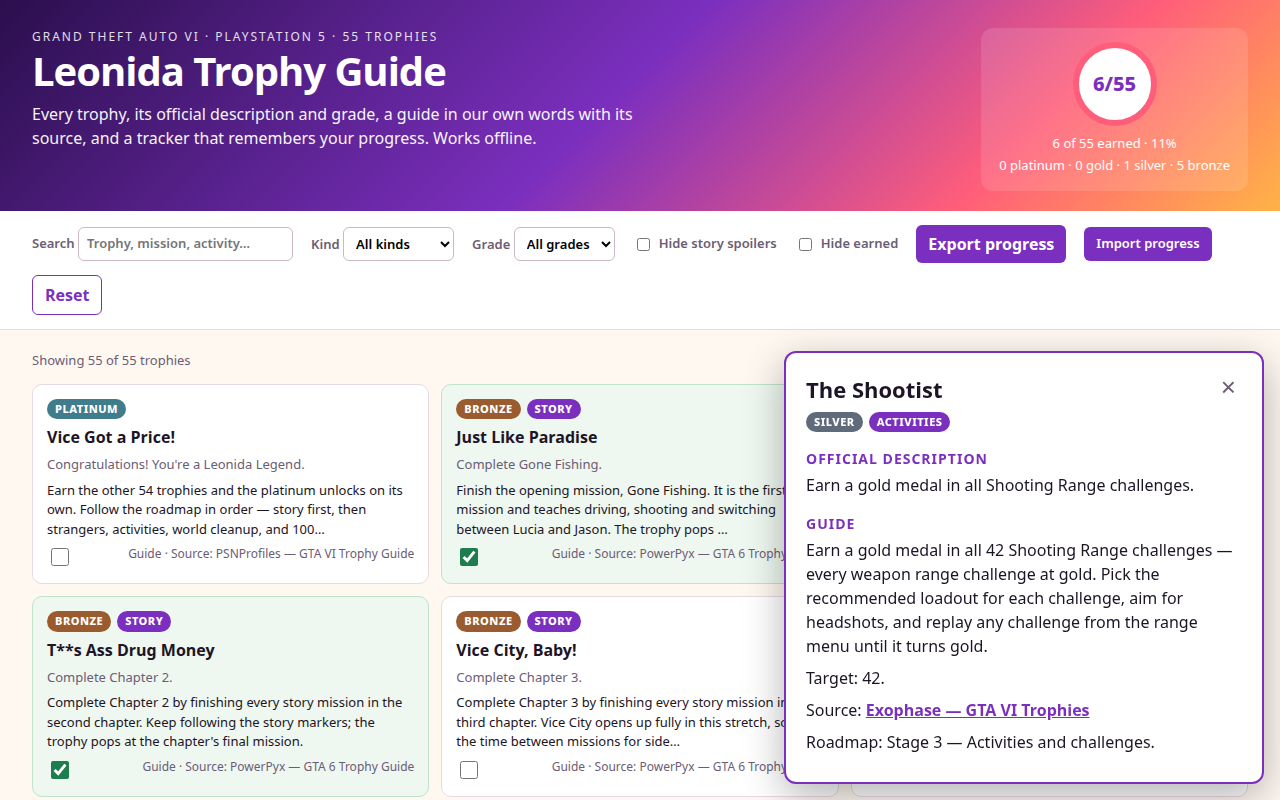 GRAND THEFT AUTO VI · PLAYSTATION 5 · 55 TROPHIES
Leonida Trophy Guide
Every trophy, its official description and grade, a guide in our own words with its
source, and a tracker that remembers your progress. Works offline.
6/55
6 of 55 earned · 11%
0 platinum · 0 gold · 1 silver · 5 bronze
Search Trophy, mission, activity... Kind All kinds Grade All grades Hide story spoilers Hide earned Export progress Import progress
Reset
Showing 55 of 55 trophies
PLATINUM
Vice Got a Price!
Congratulations! You're a Leonida Legend.
Earn the other 54 trophies and the platinum unlocks on its
own. Follow the roadmap in order — story first, then
strangers, activities, world cleanup, and 100...
Guide · Source: PSNProfiles — GTA VI Trophy Guide
BRONZE STORY
Just Like Paradise
Complete Gone Fishing.
Finish the opening mission, Gone Fishing. It is the first
mission and teaches driving, shooting and switching
between Lucia and Jason. The trophy pops ...
Guide · Source: PowerPyx — GTA 6 Trophy
BRONZE STORY
T**s Ass Drug Money
Complete Chapter 2.
Complete Chapter 2 by finishing every story mission in the
second chapter. Keep following the story markers; the
trophy pops at the chapter's final mission.
Guide · Source: PowerPyx — GTA 6 Trophy Guide
BRONZE STORY
Vice City, Baby!
Complete Chapter 3.
Complete Chapter 3 by finishing every story mission in
third chapter. Vice City opens up fully in this stretch, so
the time between missions for side...
Guide · Source: PowerPyx — GTA 6 Trophy
The Shootist ✕
SILVER ACTIVITIES
OFFICIAL DESCRIPTION
Earn a gold medal in all Shooting Range challenges.
GUIDE
Earn a gold medal in all 42 Shooting Range challenges —
every weapon range challenge at gold. Pick the
recommended loadout for each challenge, aim for
headshots, and replay any challenge from the range
menu until it turns gold.
Target: 42.
Source: Exophase — GTA VI Trophies
Roadmap: Stage 3 — Activities and challenges.